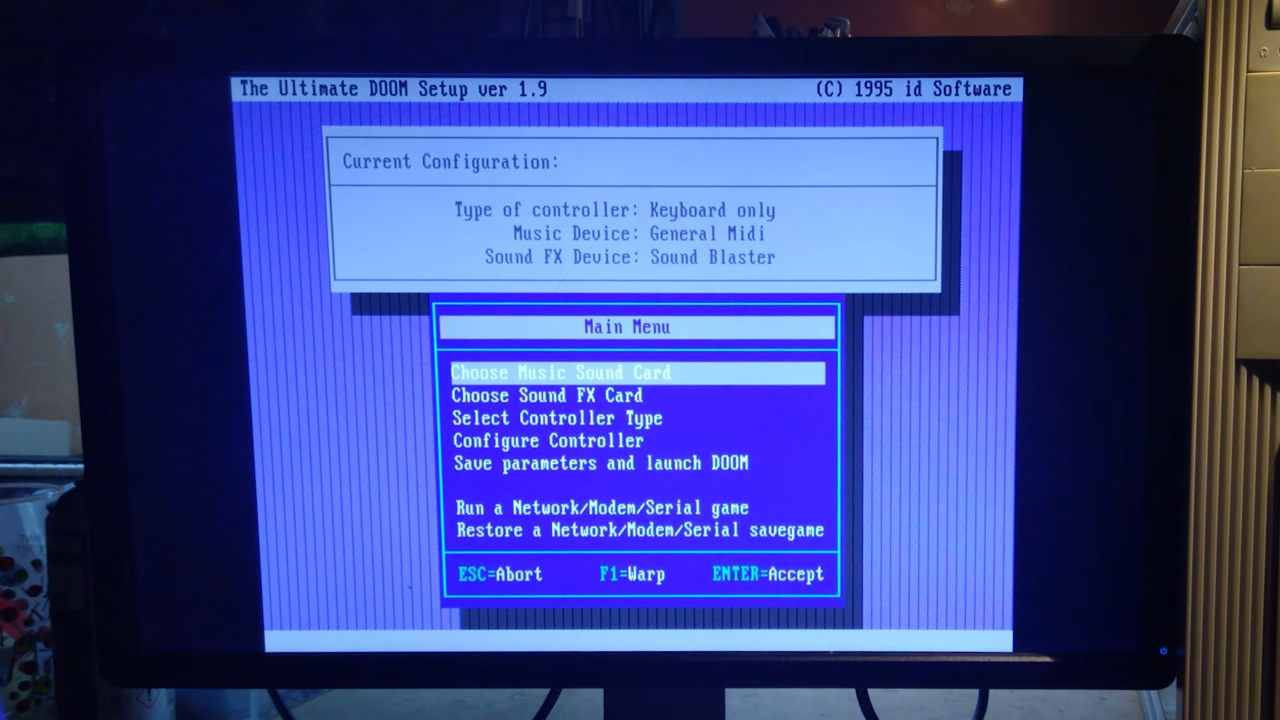 The Ultimate DOOM Setup ver 1.9 (C) 1995 id Software
Current Configuration:
Type of controller: Keyboard only
Music Device: General Midi
Sound FX Device: Sound Blaster
Main Menu
Choose Music Sound Card
Choose Sound FX Card
Select Controller Type
Configure Controller
Save parameters and launch DOOM
Run a Network/Modem/Serial game
Restore a Network/Modem/Serial savegame
ESC=Abort F1=Warp ENTER=Accept